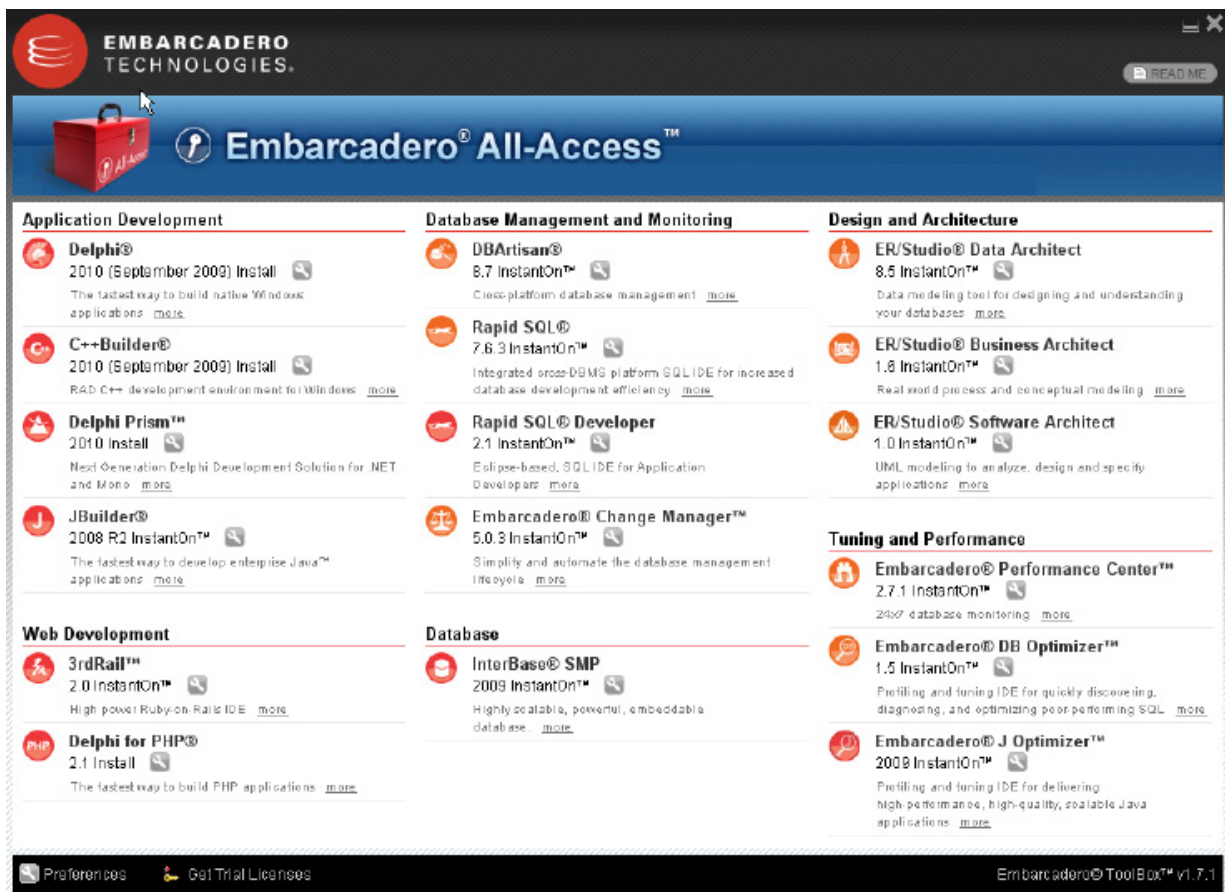 EMBARCADERO
TECHNOLOGIES.
READ ME
All-Access
Embarcadero® All-Access™
Application Development
Delphi®
2010 (September 2009) Install
The fastest way to build native Windows
applications more
C++Builder®
2010 (September 2009) Install
RAD C++ development environment for Windows more
Delphi Prism™
2010 Install
Next Generation Delphi Development Solution for .NET
and Mono more
JBuilder®
2008 R2 InstantOn™
The fastest way to develop enterprise Java™
applications more
Web Development
3rdRail™
2.0 InstantOn™
High power Ruby-on-Rails IDE more
Delphi for PHP®
2.1 Install
The fastest way to build PHP applications more
Database Management and Monitoring
DBArtisan®
8.7 InstantOn™
Cross-platform database management more
Rapid SQL®
7.6.3 InstantOn™
Integrated cross-DBMS platform SQL IDE for increased
database development efficiency more
Rapid SQL® Developer
2.1 InstantOn™
Eclipse-based, SQL IDE for Application
Developers more
Embarcadero® Change Manager™
5.0.3 InstantOn™
Simplify and automate the database management
lifecycle more
Database
InterBase® SMP
2009 InstantOn™
Highly scalable, powerful, embeddable
database. more
Design and Architecture
ER/Studio® Data Architect
8.5 InstantOn™
Data modeling tool for designing and understanding
your databases more
ER/Studio® Business Architect
1.6 InstantOn™
Real world process and conceptual modeling more
ER/Studio® Software Architect
1.0 InstantOn™
UML modeling to analyze, design and specify
applications more
Tuning and Performance
Embarcadero® Performance Center™
2.7.1 InstantOn™
24x7 database monitoring more
Embarcadero® DB Optimizer™
1.5 InstantOn™
Profiling and tuning IDE for quickly discovering,
diagnosing, and optimizing poor-performing SQL more
Embarcadero® J Optimizer™
2009 InstantOn™
Profiling and tuning IDE for delivering
high-performance, high-quality, scalable Java
applications more
C++
J
PHP
Preferences
Get Trial Licenses
Embarcadero® ToolBox™ v1.7.1